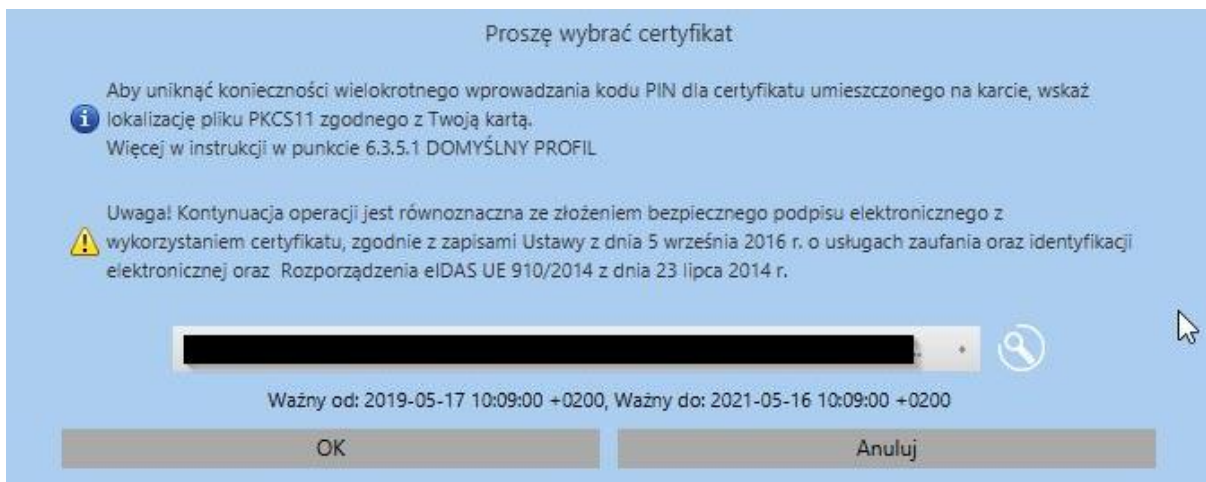 Proszę wybrać certyfikat
Aby uniknąć konieczności wielokrotnego wprowadzania kodu PIN dla certyfikatu umieszczonego na karcie, wskaż
lokalizację pliku PKCS11 zgodnego z Twoją kartą.
Więcej w instrukcji w punkcie 6.3.5.1 DOMYŚLNY PROFIL
Uwaga! Kontynuacja operacji jest równoznaczna ze złożeniem bezpiecznego podpisu elektronicznego z
wykorzystaniem certyfikatu, zgodnie z zapisami Ustawy z dnia 5 września 2016 r. o usługach zaufania oraz identyfikacji
elektronicznej oraz Rozporządzenia eIDAS UE 910/2014 z dnia 23 lipca 2014 r.
Ważny od: 2019-05-17 10:09:00 +0200, Ważny do: 2021-05-16 10:09:00 +0200
OK
Anuluj